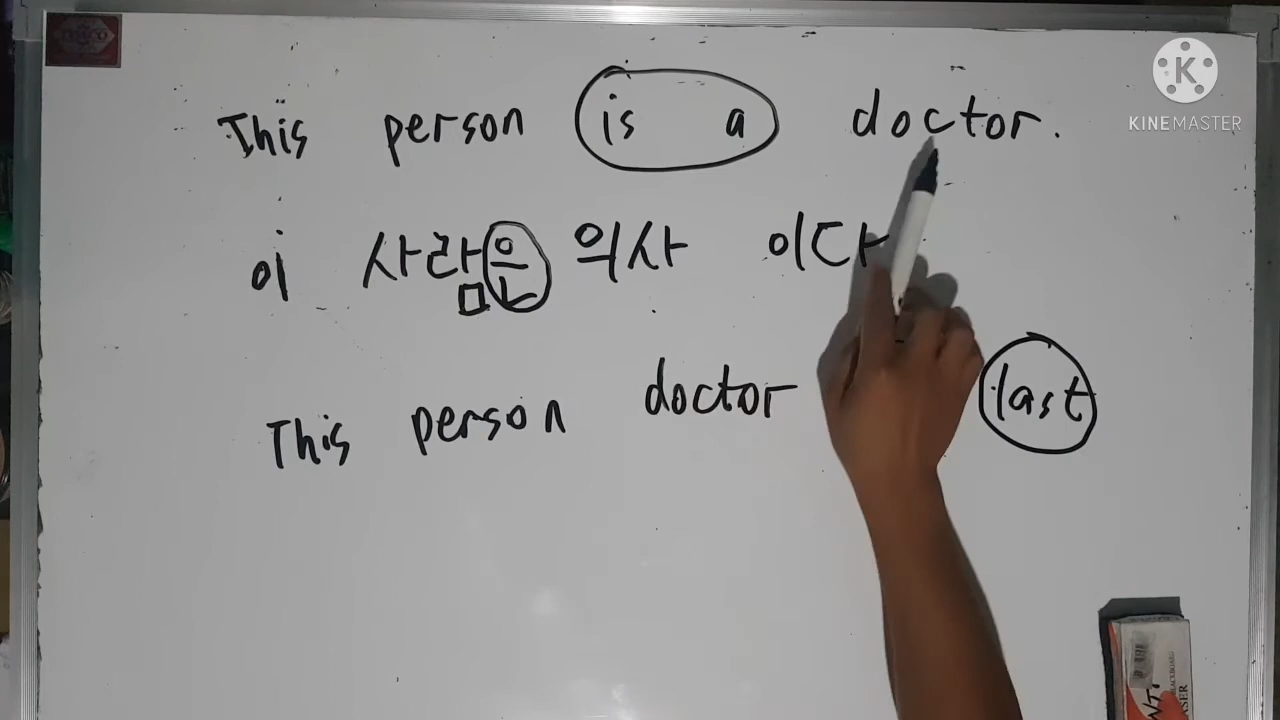 This person is a doctor.
이 사람은 의사 이다
This person doctor last
KINEMASTER